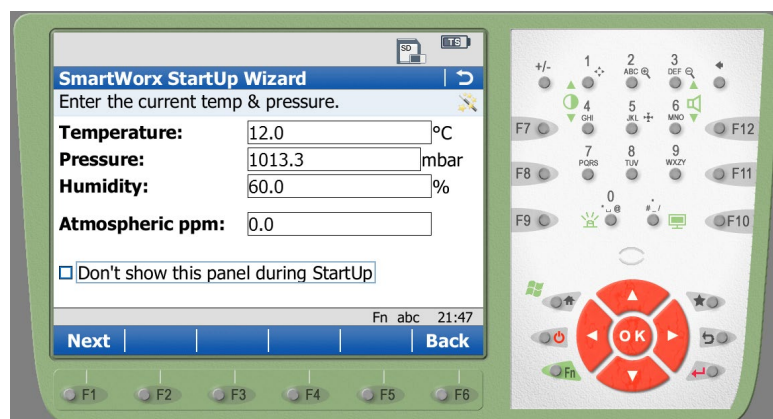 SD
TS
SmartWorx StartUp Wizard
Enter the current temp & pressure.
Temperature: 12.0 °C
Pressure: 1013.3 mbar
Humidity: 60.0 %
Atmospheric ppm: 0.0
Don't show this panel during StartUp
Fn abc 21:47
Next Back
F1 F2 F3 F4 F5 F6
+/- 1 2 3
ABC DEF
4 5 6
GHI JKL MNO
F7 F12
7 8 9
PQRS TUV WXZY
F8 F11
0 .
*␣@ #_/
F9 F10
OK
Fn